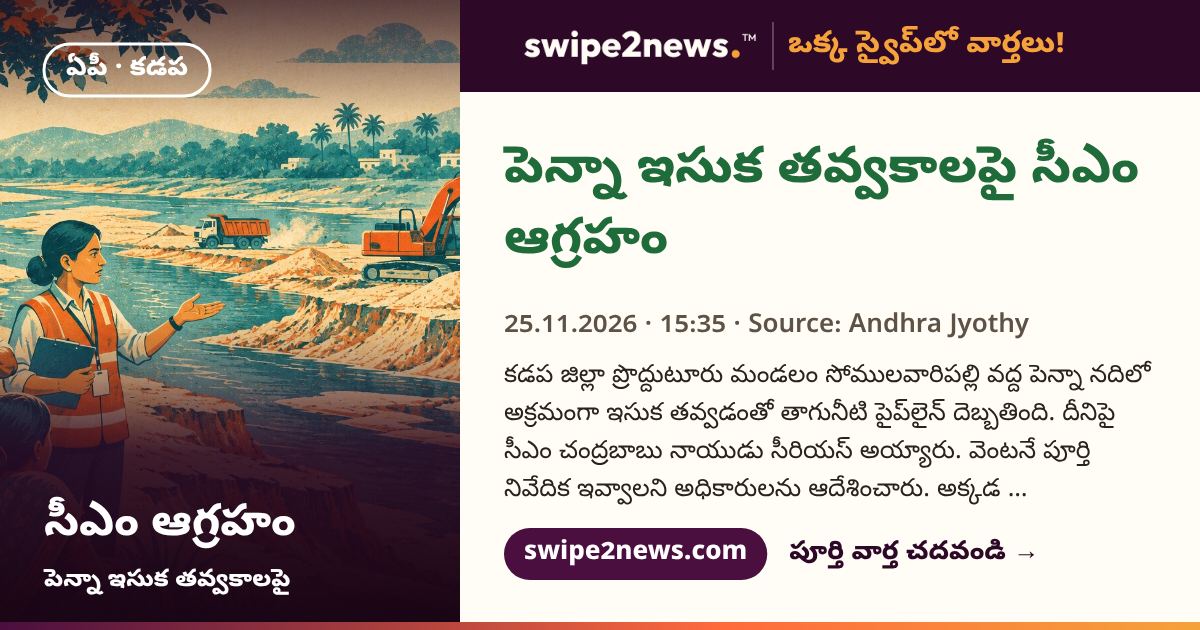 ఏపీ · కడప
swipe2news.™
ఒక్క స్వైప్‌లో వార్తలు!
పెన్నా ఇసుక తవ్వకాలపై సీఎం
ఆగ్రహం
25.11.2026 · 15:35 · Source: Andhra Jyothy
కడప జిల్లా ప్రొద్దుటూరు మండలం సోములవారిపల్లి వద్ద పెన్నా నదిలో
అక్రమంగా ఇసుక తవ్వడంతో తాగునీటి పైప్‌లైన్ దెబ్బతింది. దీనిపై
సీఎం చంద్రబాబు నాయుడు సీరియస్ అయ్యారు. వెంటనే పూర్తి
నివేదిక ఇవ్వాలని అధికారులను ఆదేశించారు. అక్కడ ...
swipe2news.com
పూర్తి వార్త చదవండి →
సీఎం ఆగ్రహం
పెన్నా ఇసుక తవ్వకాలపై